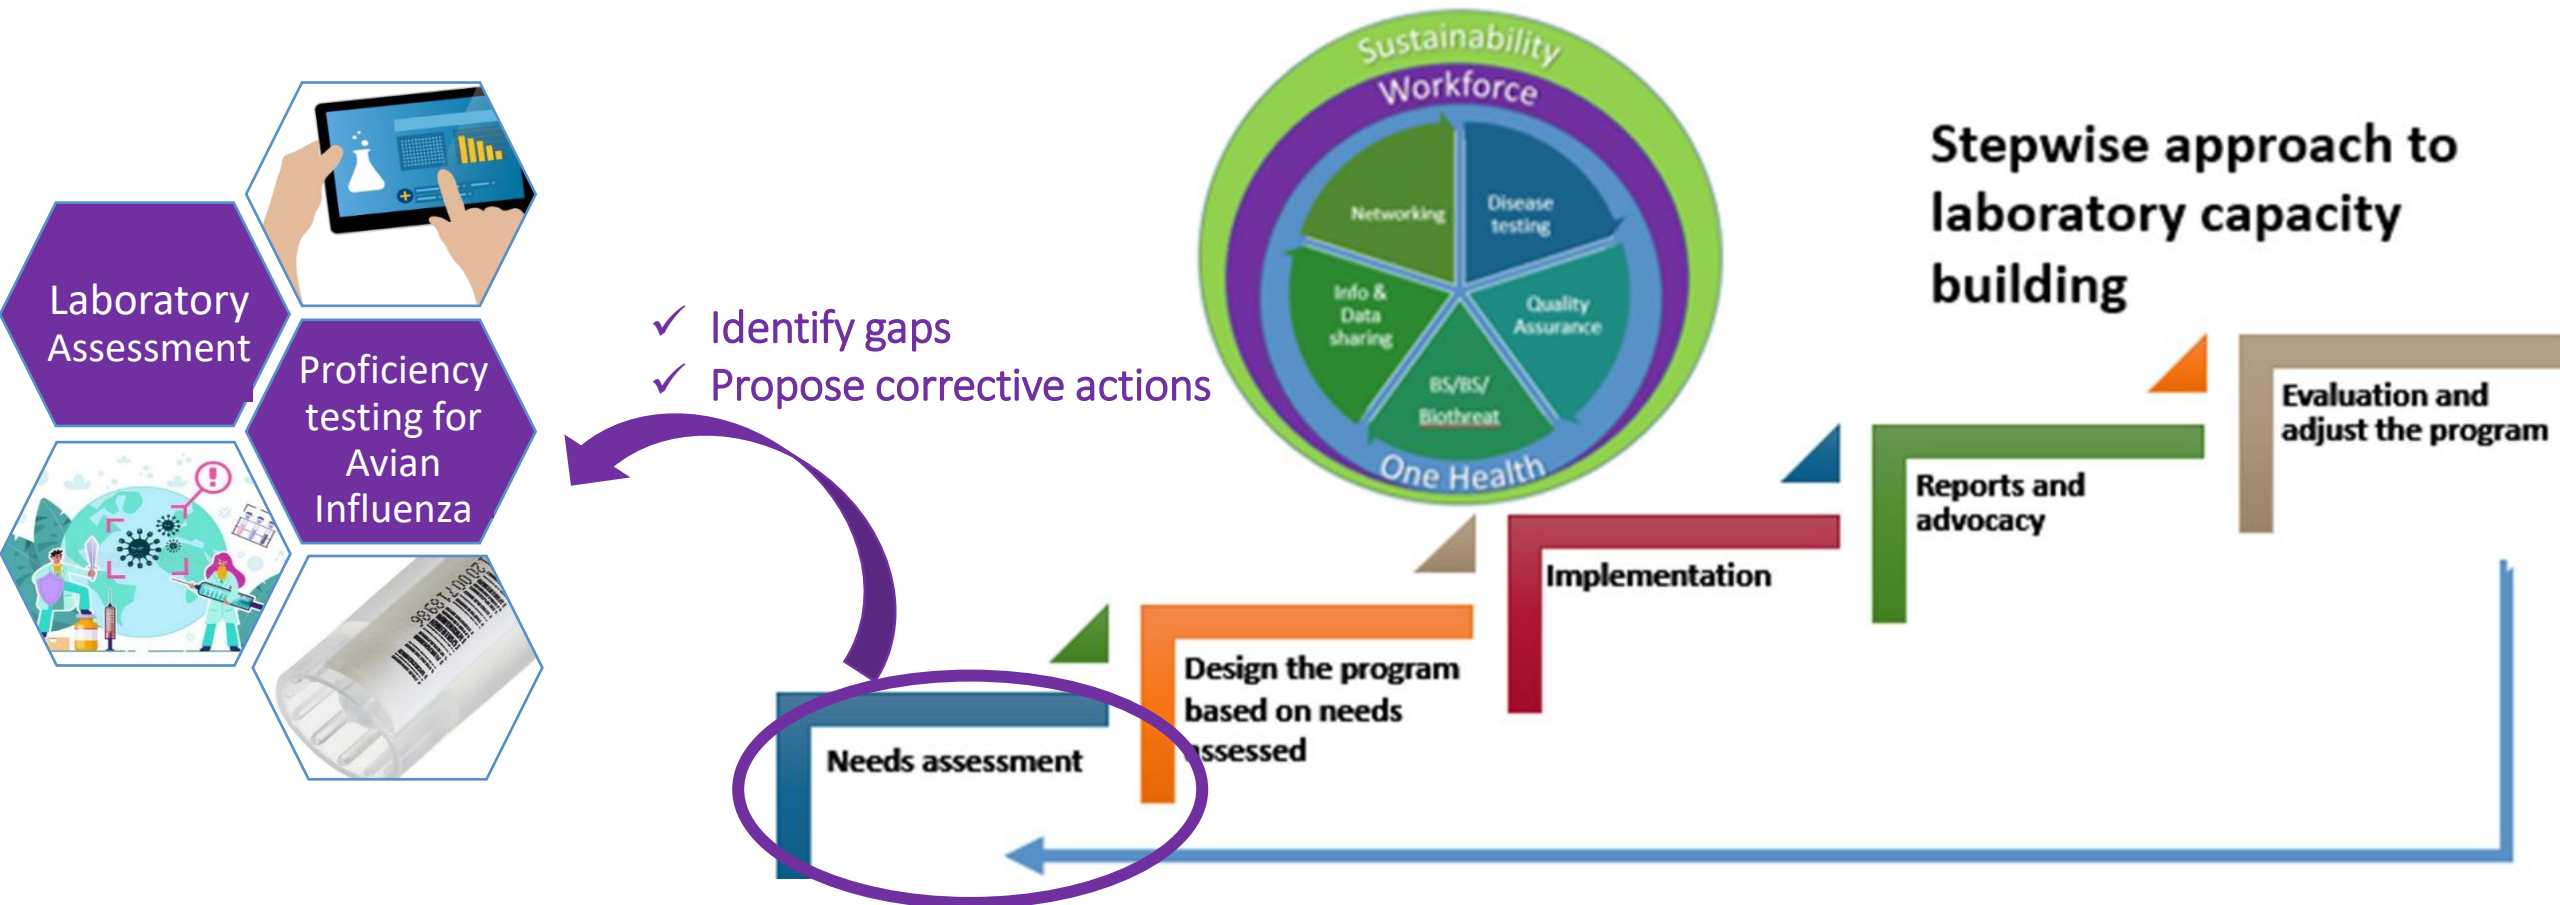 Laboratory
Assessment
Proficiency
testing for
Avian
Influenza
✓ Identify gaps
✓ Propose corrective actions
Sustainability
Workforce
Networking
Disease
testing
Info &
Data
sharing
Quality
Assurance
BS/BS/
Biothreat
One Health
Stepwise approach to
laboratory capacity
building
Needs assessment
Design the program
based on needs
assessed
Implementation
Reports and
advocacy
Evaluation and
adjust the program